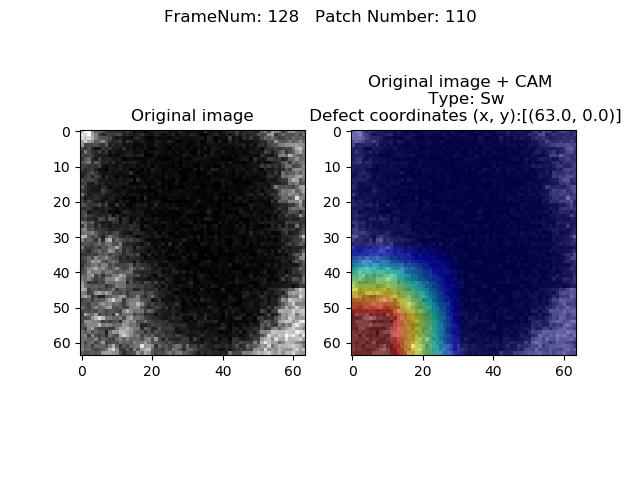 FrameNum: 128   Patch Number: 110
Original image
Original image + CAM
Type: Sw
Defect coordinates (x, y):[(63.0, 0.0)]
0
10
20
30
40
50
60
0 20 40 60
0
10
20
30
40
50
60
0 20 40 60